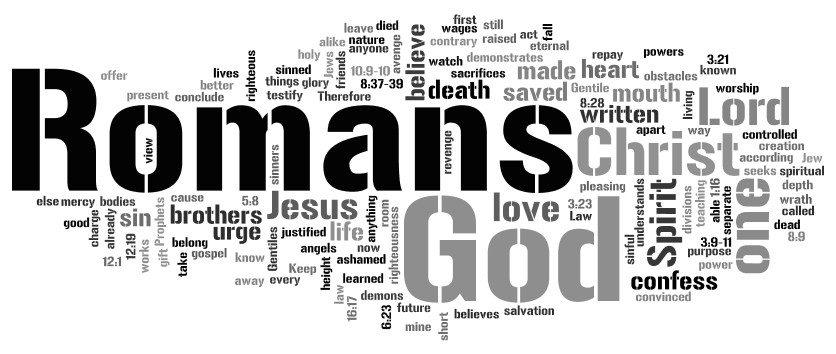 Romans
God
Christ
Lord
Jesus
Spirit
one
love
believe
death
saved
made
heart
mouth
written
brothers
urge
sin
life
confess
leave
died
nature
alike
anyone
holy
Jews
friends
avenge
10:9-10
8:37-39
sinned
things
glory
testify
Therefore
righteous
lives
better
conclude
present
offer
first
wages
still
contrary
raised
act
fall
eternal
watch
demonstrates
sacrifices
repay
powers
3:21
known
obstacles
Gentile
8:28
living
worship
apart
way
controlled
creation
according
Jew
seeks
spiritual
depth
wrath
called
dead
8:9
pleasing
3:23
Law
understands
sinful
divisions
teaching
able
1:16
separate
3:9-11
purpose
power
convinced
view
sinners
revenge
else
mercy
bodies
good
charge
already
12:19
12:1
works
gift
Prophets
cause
5:8
take
belong
gospel
know
away
every
Gentiles
justified
angels
Keep
height
now
ashamed
anything
room
righteousness
learned
law
16:17
demons
6:23
future
mine
short
believes
salvation